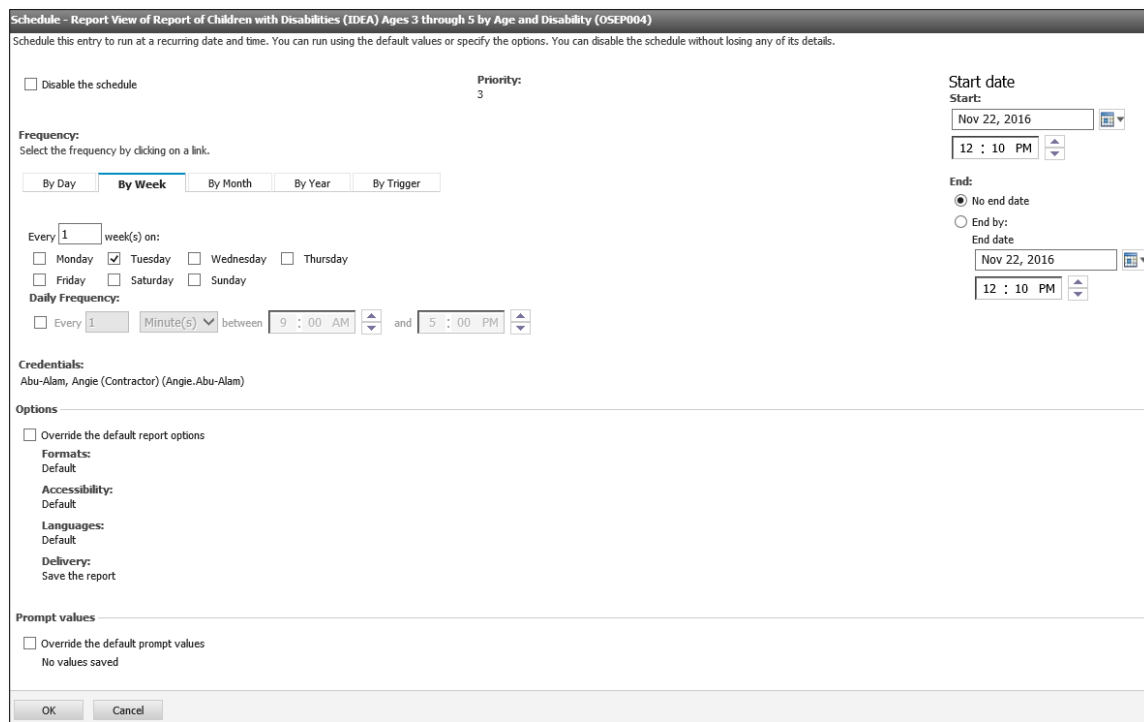 Schedule - Report View of Report of Children with Disabilities (IDEA) Ages 3 through 5 by Age and Disability (OSEP004)
Schedule this entry to run at a recurring date and time. You can run using the default values or specify the options. You can disable the schedule without losing any of its details.
Disable the schedule
Priority:
3
Start date
Start:
Nov 22, 2016
12 : 10 PM
Frequency:
Select the frequency by clicking on a link.
By Day By Week By Month By Year By Trigger
End:
No end date
End by:
End date
Nov 22, 2016
12 : 10 PM
Every 1 week(s) on:
Monday Tuesday Wednesday Thursday
Friday Saturday Sunday
Daily Frequency:
Every 1 Minute(s) between 9 : 00 AM and 5 : 00 PM
Credentials:
Abu-Alam, Angie (Contractor) (Angie.Abu-Alam)
Options
Override the default report options
Formats:
Default
Accessibility:
Default
Languages:
Default
Delivery:
Save the report
Prompt values
Override the default prompt values
No values saved
OK Cancel